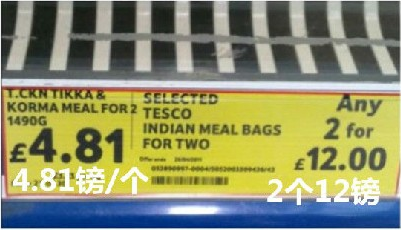 T.CKN TIKKA &
KORMA MEAL FOR 2
1490G
£4.81
SELECTED
TESCO
INDIAN MEAL BAGS
FOR TWO
Any
2 for
£12.00
4.81镑/个
2个12镑